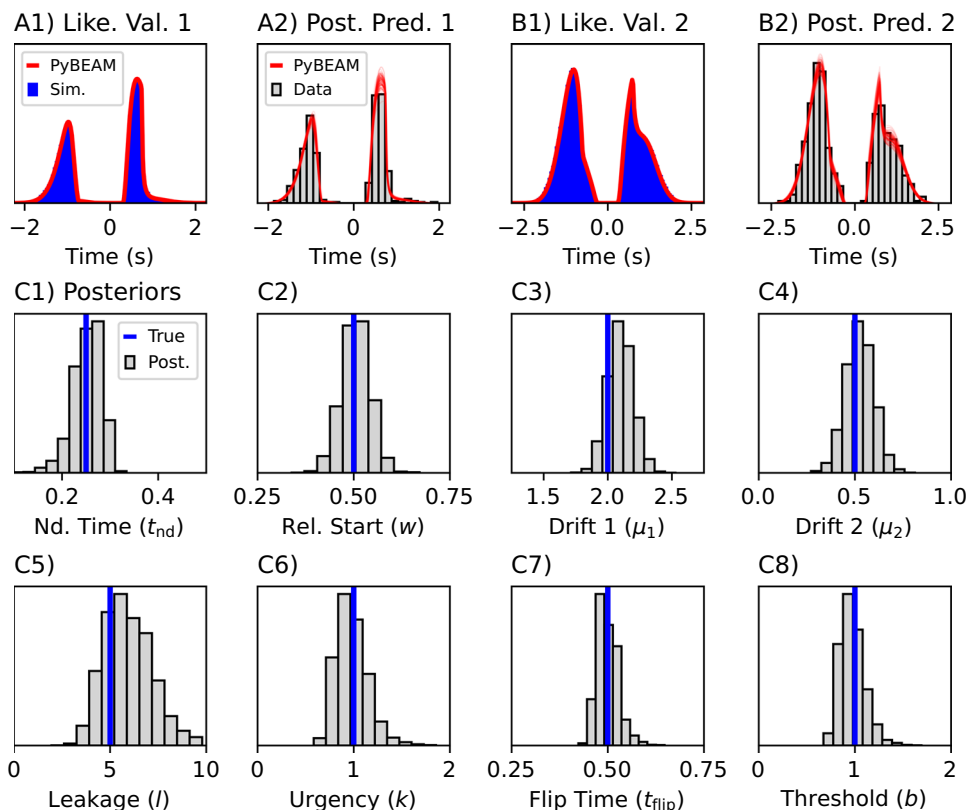 A1) Like. Val. 1
A2) Post. Pred. 1
B1) Like. Val. 2
B2) Post. Pred. 2
PyBEAM
Sim.
PyBEAM
Data
−2 0 2
−2 0 2
−2.5 0 2.5
−2.5 0 2.5
Time (s)
Time (s)
Time (s)
Time (s)
C1) Posteriors
C2)
C3)
C4)
True
Post.
0.2 0.4
0.25 0.50 0.75
1.25 2.0 2.5
0.0 0.5 1.0
Nd. Time (t_nd)
Rel. Start (w)
Drift 1 (μ₁)
Drift 2 (μ₂)
C5)
C6)
C7)
C8)
0 5 10
0 1 2
0.25 0.50 0.75
0 1 2
Leakage (l)
Urgency (k)
Flip Time (t_flip)
Threshold (b)